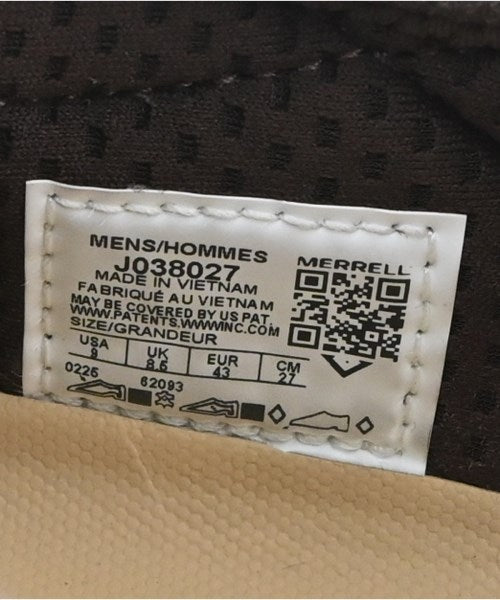 MENS/HOMMES
J038027
MERRELL
MADE IN VIETNAM
FABRIQUÉ AU VIETNAM
MAY BE COVERED BY US PAT.
WWW.PATENTS.WWWINC.COM
SIZE/GRANDEUR
USA UK EUR CM
9 8.5 43 27
0225 62093